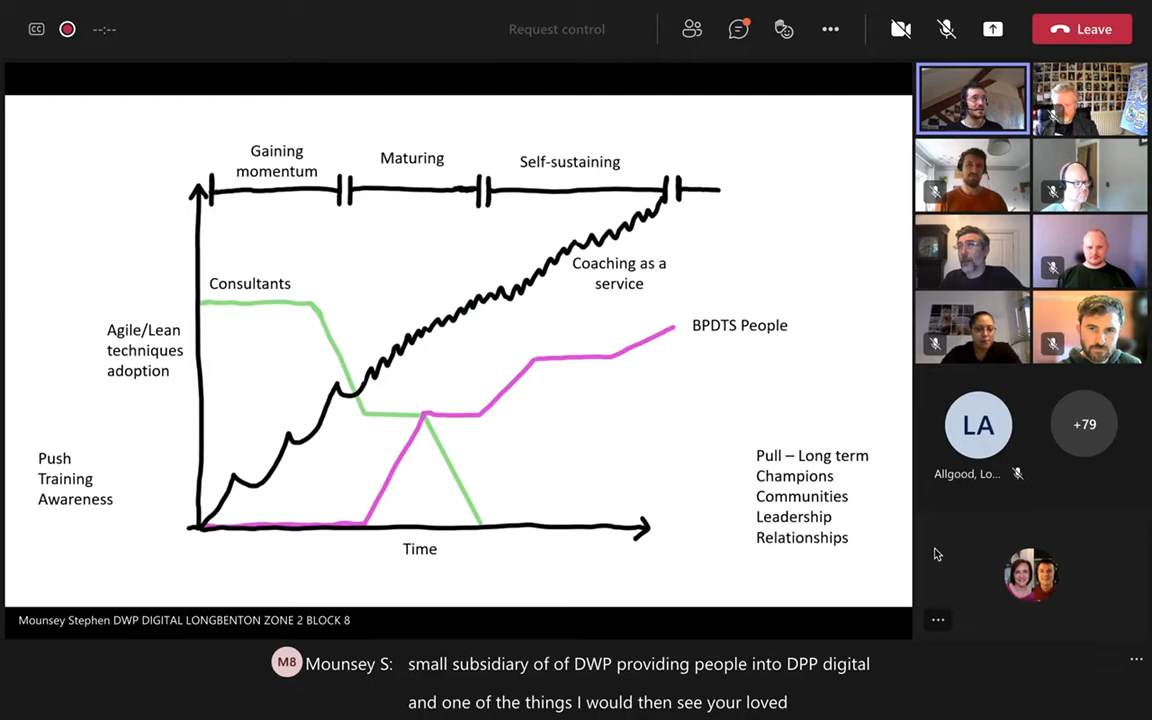 CC
--:--
Request control
Leave
Gaining
momentum
Maturing
Self-sustaining
Consultants
Coaching as a
service
Agile/Lean
techniques
adoption
BPDTS People
Push
Training
Awareness
Pull – Long term
Champions
Communities
Leadership
Relationships
Time
LA
+79
Allgood, Lo...
Mounsey Stephen DWP DIGITAL LONGBENTON ZONE 2 BLOCK 8
M8 Mounsey S: small subsidiary of of DWP providing people into DPP digital
and one of the things I would then see your loved